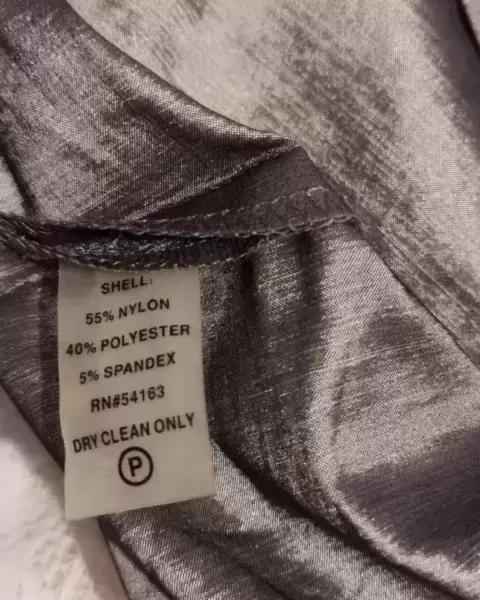 SHELL:
55% NYLON
40% POLYESTER
5% SPANDEX
RN#54163
DRY CLEAN ONLY
P